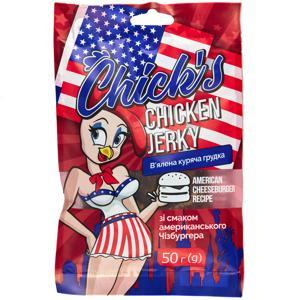 Chick's
CHICKEN
JERKY
В'ялена куряча грудка
AMERICAN
CHEESEBURGER
RECIPE
зі смаком
американського
Чізбургера
50 г (g)